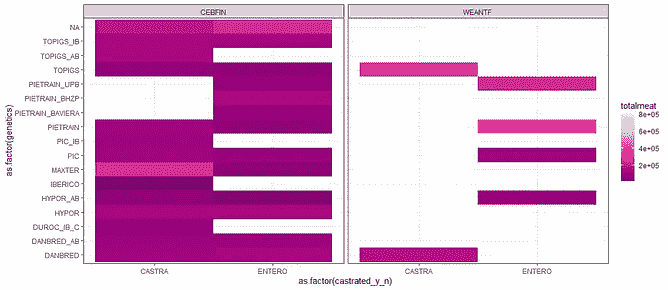 CEBFIN
WEANTF
NA
TOPIGS_IB
TOPIGS_AB
TOPIGS
PIETRAIN_UPB
PIETRAIN_BHZP
PIETRAIN_BAVIERA
PIETRAIN
PIC_IB
PIC
MAXTER
IBERICO
HYPOR_AB
HYPOR
DUROC_IB_C
DANBRED_AB
DANBRED
as.factor(genetics)
CASTRA
ENTERO
CASTRA
ENTERO
as.factor(castrated_y_n)
totalmeat
8e+05
6e+05
4e+05
2e+05